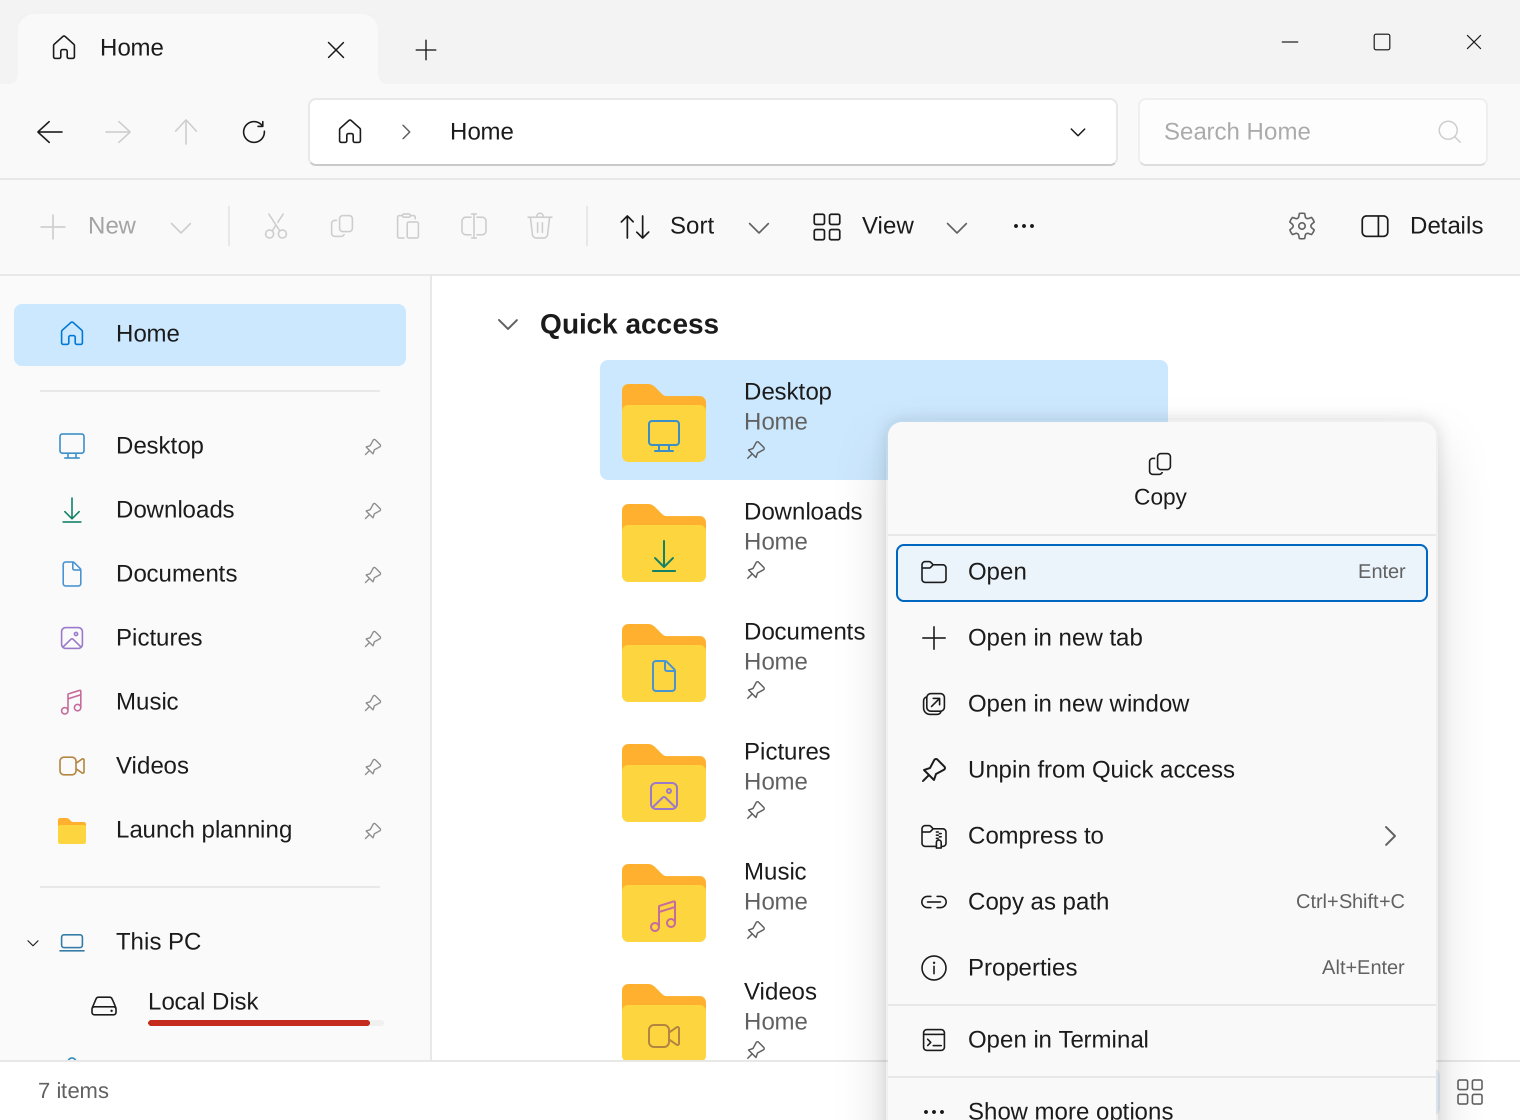 Home
Home
Search Home
New
Sort
View
Details
Home
Desktop
Downloads
Documents
Pictures
Music
Videos
Launch planning
This PC
Local Disk
Quick access
Desktop
Home
Downloads
Home
Documents
Home
Pictures
Home
Music
Home
Videos
Home
Copy
Open Enter
Open in new tab
Open in new window
Unpin from Quick access
Compress to
Copy as path Ctrl+Shift+C
Properties Alt+Enter
Open in Terminal
Show more options
7 items